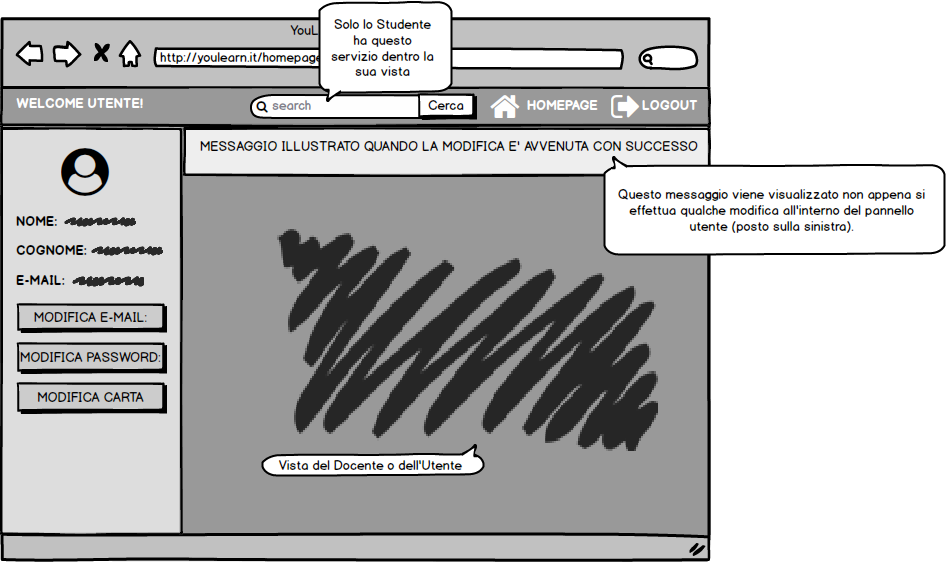 YouL
Solo lo Studente
ha questo
servizio dentro la
sua vista
http://youlearn.it/homepage
WELCOME UTENTE!
search
Cerca
HOMEPAGE
LOGOUT
MESSAGGIO ILLUSTRATO QUANDO LA MODIFICA E' AVVENUTA CON SUCCESSO
Questo messaggio viene visualizzato non appena si
effettua qualche modifica all'interno del pannello
utente (posto sulla sinistra).
NOME:
COGNOME:
E-MAIL:
MODIFICA E-MAIL:
MODIFICA PASSWORD:
MODIFICA CARTA
Vista del Docente o dell'Utente